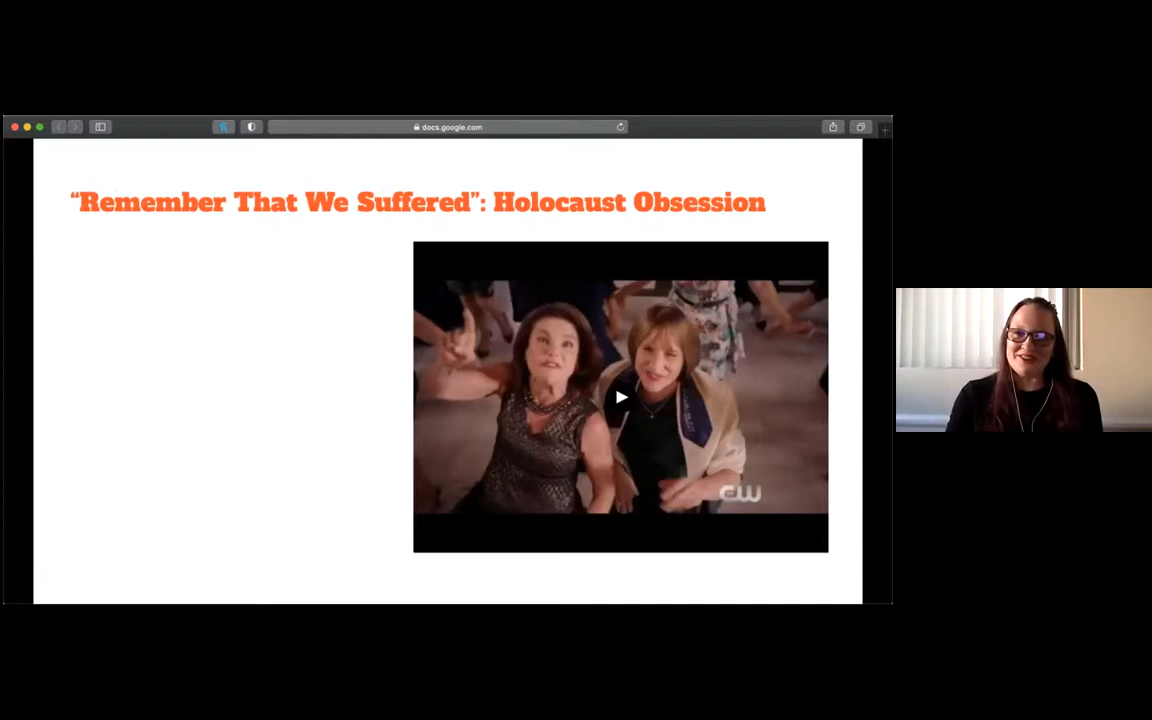 docs.google.com
“Remember That We Suffered”: Holocaust Obsession
CW